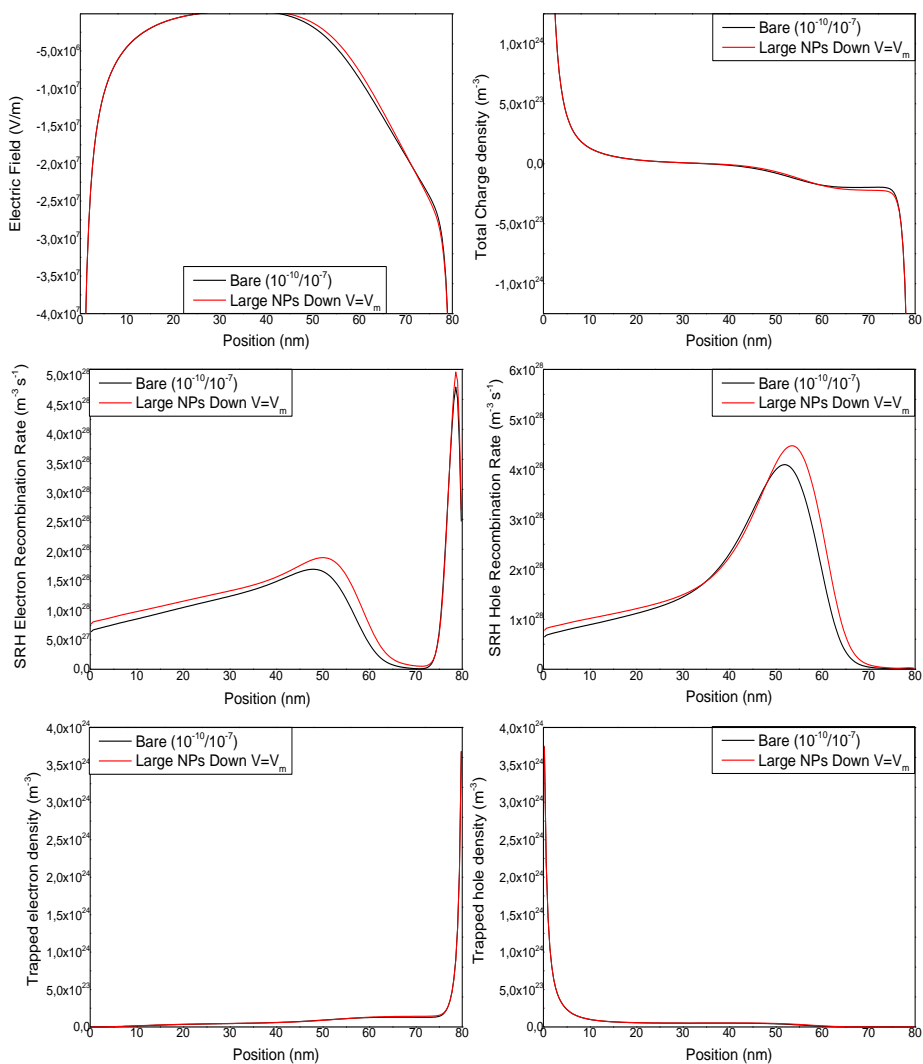 Electric Field (V/m)
-5,0x10⁶
-1,0x10⁷
-1,5x10⁷
-2,0x10⁷
-2,5x10⁷
-3,0x10⁷
-3,5x10⁷
-4,0x10⁷
Bare (10⁻¹⁰/10⁻⁷)
Large NPs Down V=Vₘ
0 10 20 30 40 50 60 70 80
Position (nm)
Total Charge density (m⁻³)
1,0x10²⁴
5,0x10²³
0,0
-5,0x10²³
-1,0x10²⁴
Bare (10⁻¹⁰/10⁻⁷)
Large NPs Down V=Vₘ
0 10 20 30 40 50 60 70 80
Position (nm)
SRH Electron Recombination Rate (m⁻³ s⁻¹)
5,0x10²⁸
4,5x10²⁸
4,0x10²⁸
3,5x10²⁸
3,0x10²⁸
2,5x10²⁸
2,0x10²⁸
1,5x10²⁸
1,0x10²⁸
5,0x10²⁷
0,0
Bare (10⁻¹⁰/10⁻⁷)
Large NPs Down V=Vₘ
0 10 20 30 40 50 60 70 80
Position (nm)
SRH Hole Recombination Rate (m⁻³ s⁻¹)
6x10²⁸
5x10²⁸
4x10²⁸
3x10²⁸
2x10²⁸
1x10²⁸
0
Bare (10⁻¹⁰/10⁻⁷)
Large NPs Down V=Vₘ
0 10 20 30 40 50 60 70 80
Position (nm)
Trapped electron density (m⁻³)
4,0x10²⁴
3,5x10²⁴
3,0x10²⁴
2,5x10²⁴
2,0x10²⁴
1,5x10²⁴
1,0x10²⁴
5,0x10²³
0,0
Bare (10⁻¹⁰/10⁻⁷)
Large NPs Down V=Vₘ
0 10 20 30 40 50 60 70 80
Position (nm)
Trapped hole density (m⁻³)
4,0x10²⁴
3,5x10²⁴
3,0x10²⁴
2,5x10²⁴
2,0x10²⁴
1,5x10²⁴
1,0x10²⁴
5,0x10²³
0,0
Bare (10⁻¹⁰/10⁻⁷)
Large NPs Down V=Vₘ
0 10 20 30 40 50 60 70 80
Position (nm)